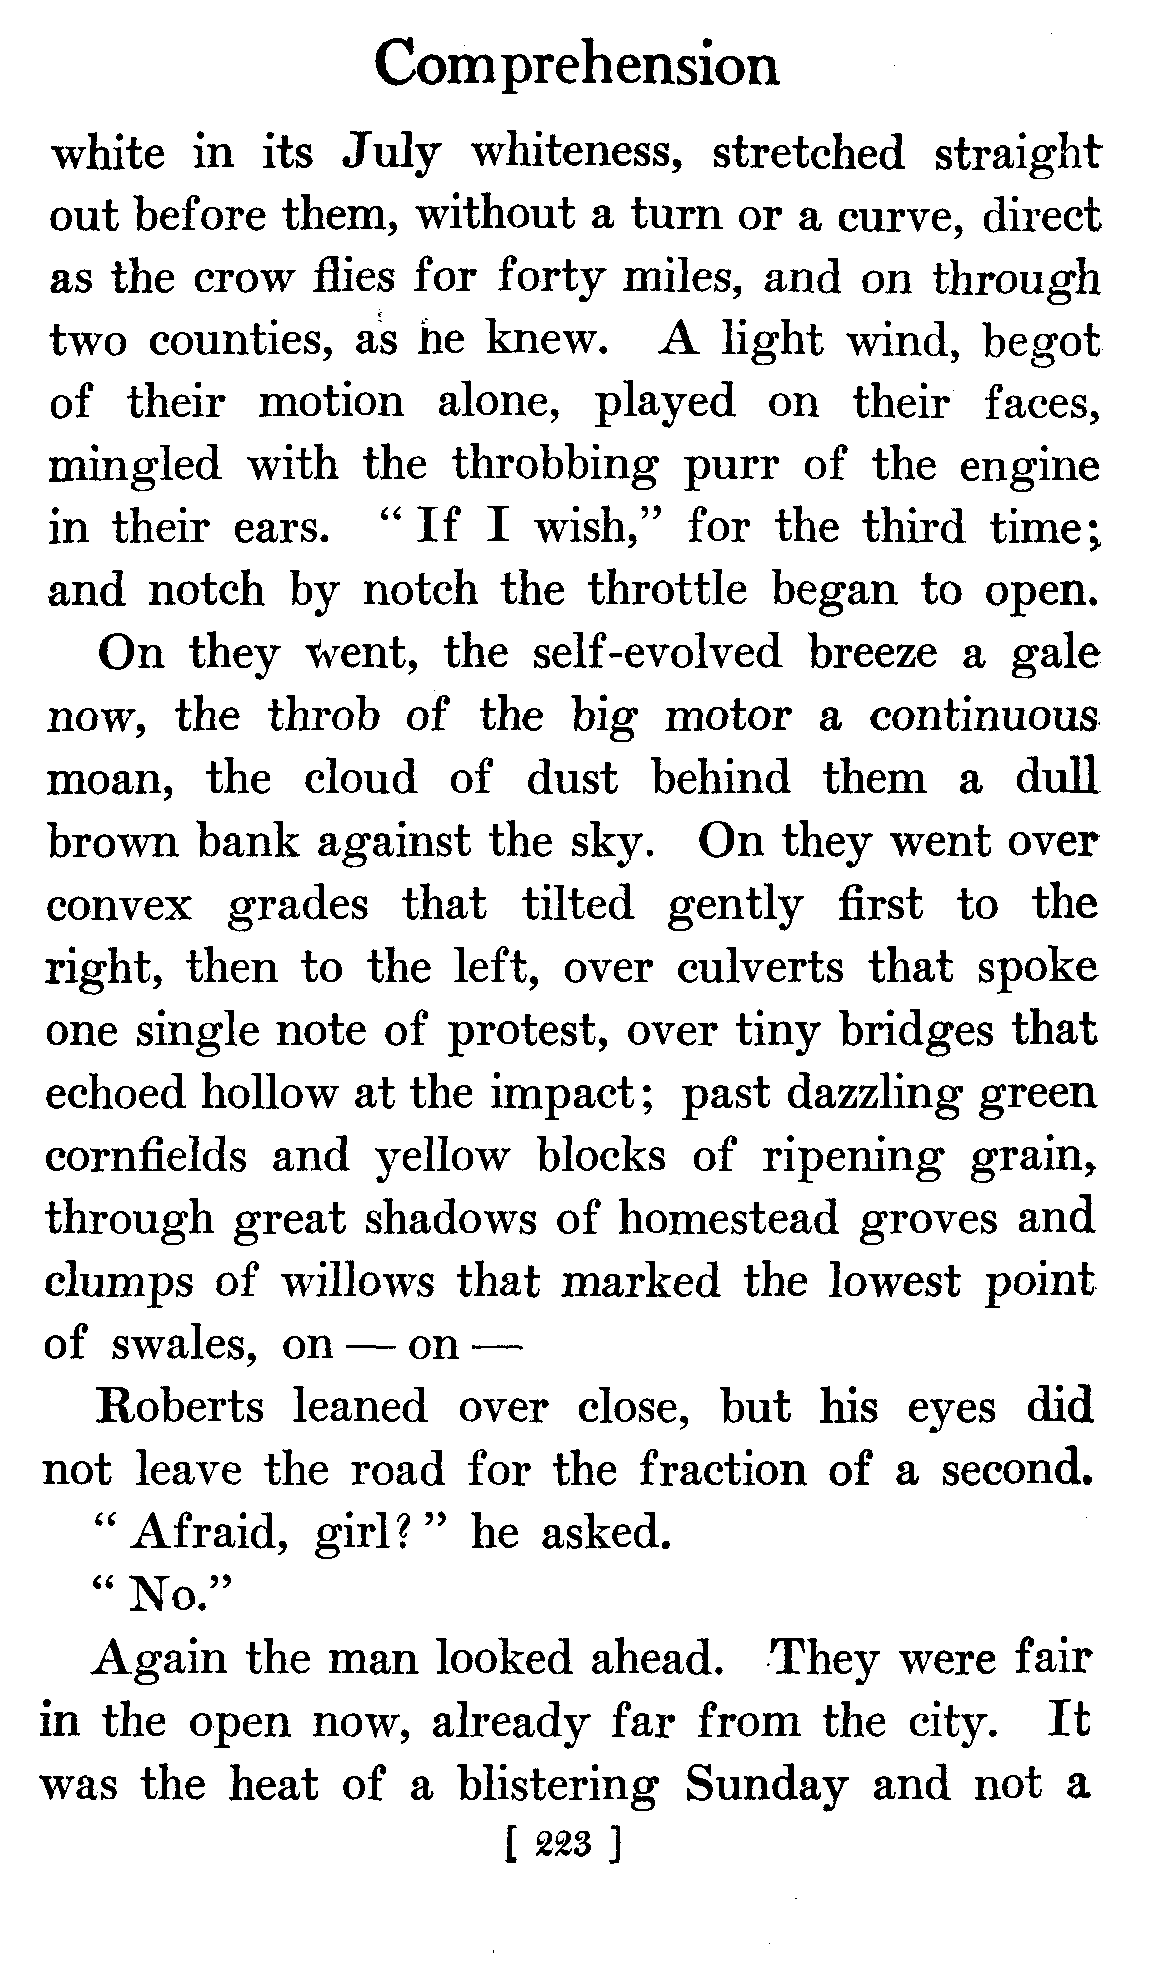 Comprehension
white in its July whiteness, stretched straight
out before them, without a turn or a curve, direct
as the crow flies for forty miles, and on through
two counties, as he knew. A light wind, begot
of their motion alone, played on their faces,
mingled with the throbbing purr of the engine
in their ears. “ If I wish,” for the third time;
and notch by notch the throttle began to open.
On they went, the self-evolved breeze a gale
now, the throb of the big motor a continuous
moan, the cloud of dust behind them a dull
brown bank against the sky. On they went over
convex grades that tilted gently first to the
right, then to the left, over culverts that spoke
one single note of protest, over tiny bridges that
echoed hollow at the impact; past dazzling green
cornfields and yellow blocks of ripening grain,
through great shadows of homestead groves and
clumps of willows that marked the lowest point
of swales, on — on —
Roberts leaned over close, but his eyes did
not leave the road for the fraction of a second.
“ Afraid, girl? ” he asked.
“ No.”
Again the man looked ahead. They were fair
in the open now, already far from the city. It
was the heat of a blistering Sunday and not a
[ 223 ]